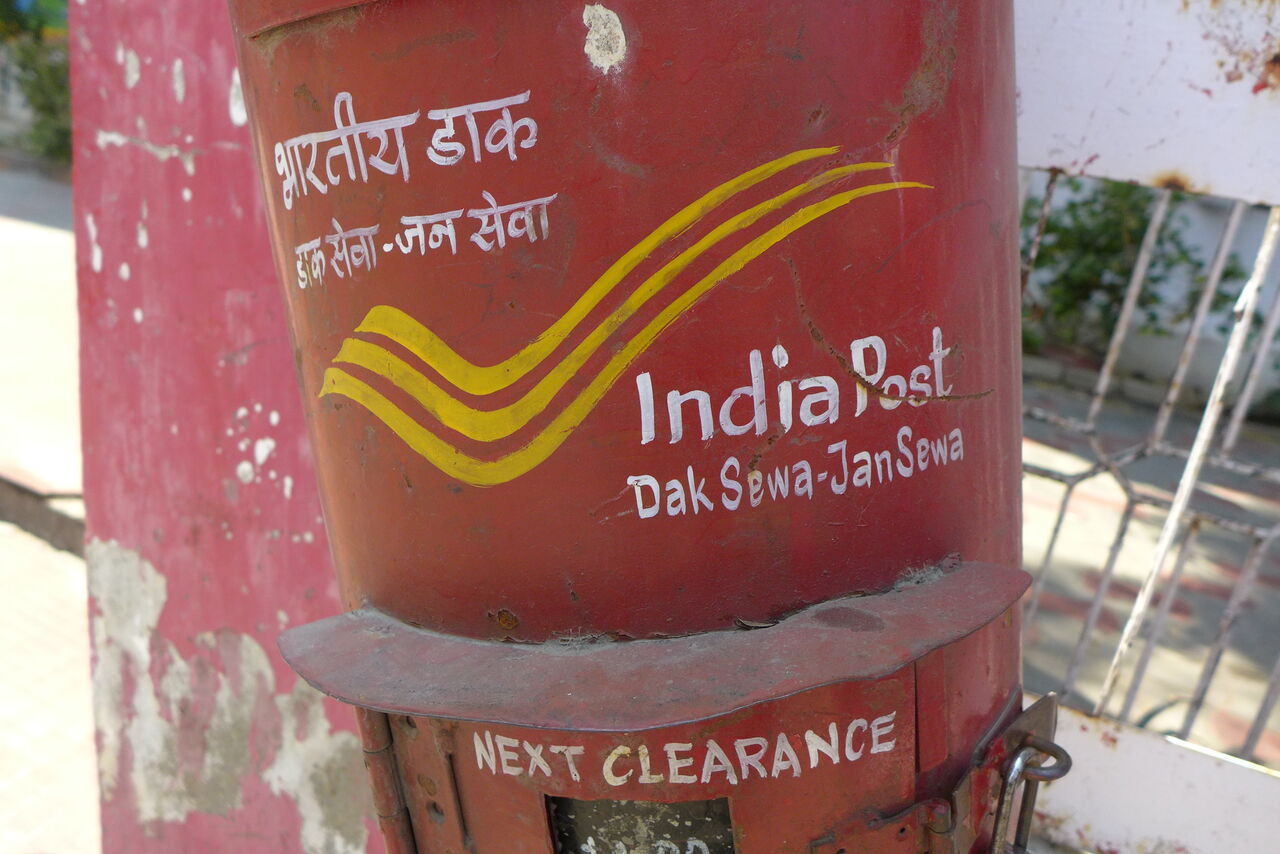 भारतीय डाक
डाक सेवा-जन सेवा
India Post
Dak Sewa-Jan Sewa
NEXT CLEARANCE